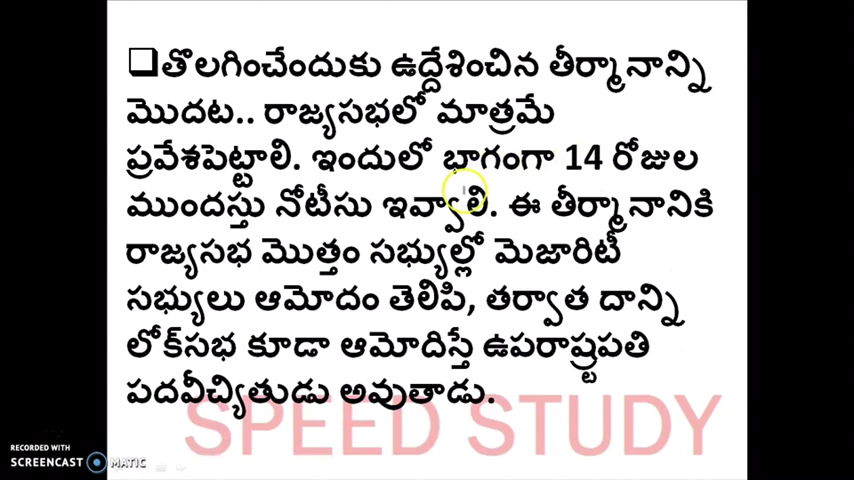 ❑తొలగించేందుకు ఉద్దేశించిన తీర్మానాన్ని
మొదట.. రాజ్యసభలో మాత్రమే
ప్రవేశపెట్టాలి. ఇందులో భాగంగా 14 రోజుల
ముందస్తు నోటీసు ఇవ్వాలి. ఈ తీర్మానానికి
రాజ్యసభ మొత్తం సభ్యుల్లో మెజారిటీ
సభ్యులు ఆమోదం తెలిపి, తర్వాత దాన్ని
లోక్‌సభ కూడా ఆమోదిస్తే ఉపరాష్ట్రపతి
పదవీచ్యితుడు అవుతాడు.
SPEED STUDY
RECORDED WITH
SCREENCAST MATIC